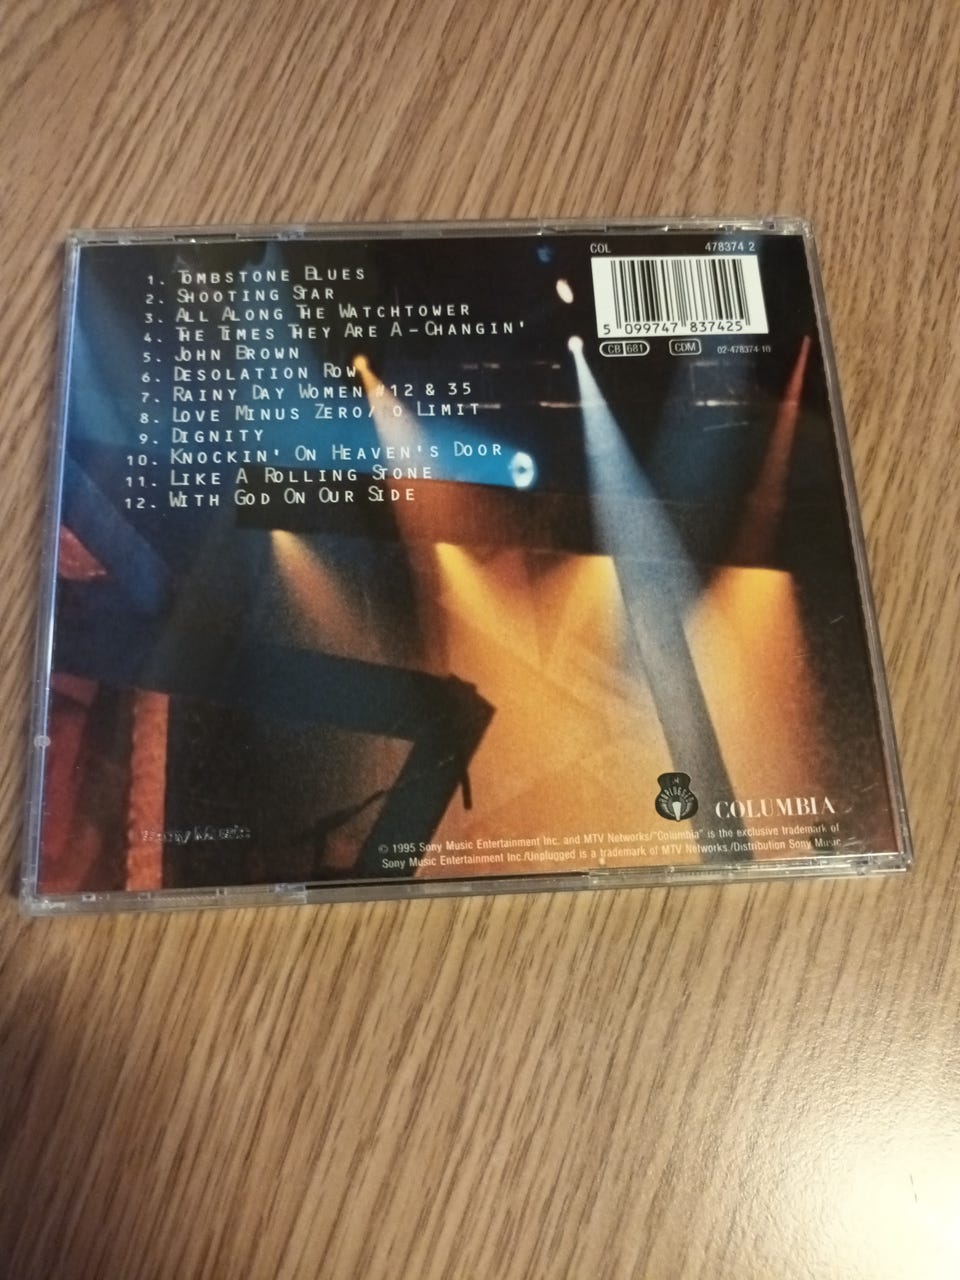 COL 478374 2
5 099747 837425
CB 681 CDM 02-478374-10
1. TOMBSTONE BLUES
2. SHOOTING STAR
3. ALL ALONG THE WATCHTOWER
4. THE TIMES THEY ARE A-CHANGIN'
5. JOHN BROWN
6. DESOLATION ROW
7. RAINY DAY WOMEN #12 & 35
8. LOVE MINUS ZERO/ O LIMIT
9. DIGNITY
10. KNOCKIN' ON HEAVEN'S DOOR
11. LIKE A ROLLING STONE
12. WITH GOD ON OUR SIDE
UNPLUGGED
COLUMBIA
Sony Music
© 1995 Sony Music Entertainment Inc. and MTV Networks/"Columbia" is the exclusive trademark of
Sony Music Entertainment Inc./Unplugged is a trademark of MTV Networks./Distribution Sony Music